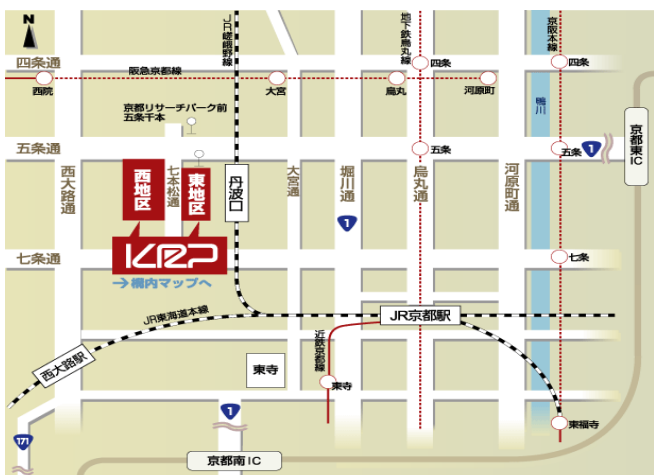 N
JR嵯峨野線
地下鉄烏丸線
京阪本線
四条通
阪急京都線
西院
大宮
烏丸
四条
河原町
四条
鴨川
京都東IC
京都リサーチパーク前
五条千本
五条通
五条
五条
1
西大路通
西地区
七本松通
東地区
丹波口
大宮通
堀川通
烏丸通
河原町通
1
七条通
KRP
七条
→構内マップへ
JR東海道本線
JR京都駅
西大路駅
近鉄京都線
東寺
東寺
1
東福寺
171
京都南IC